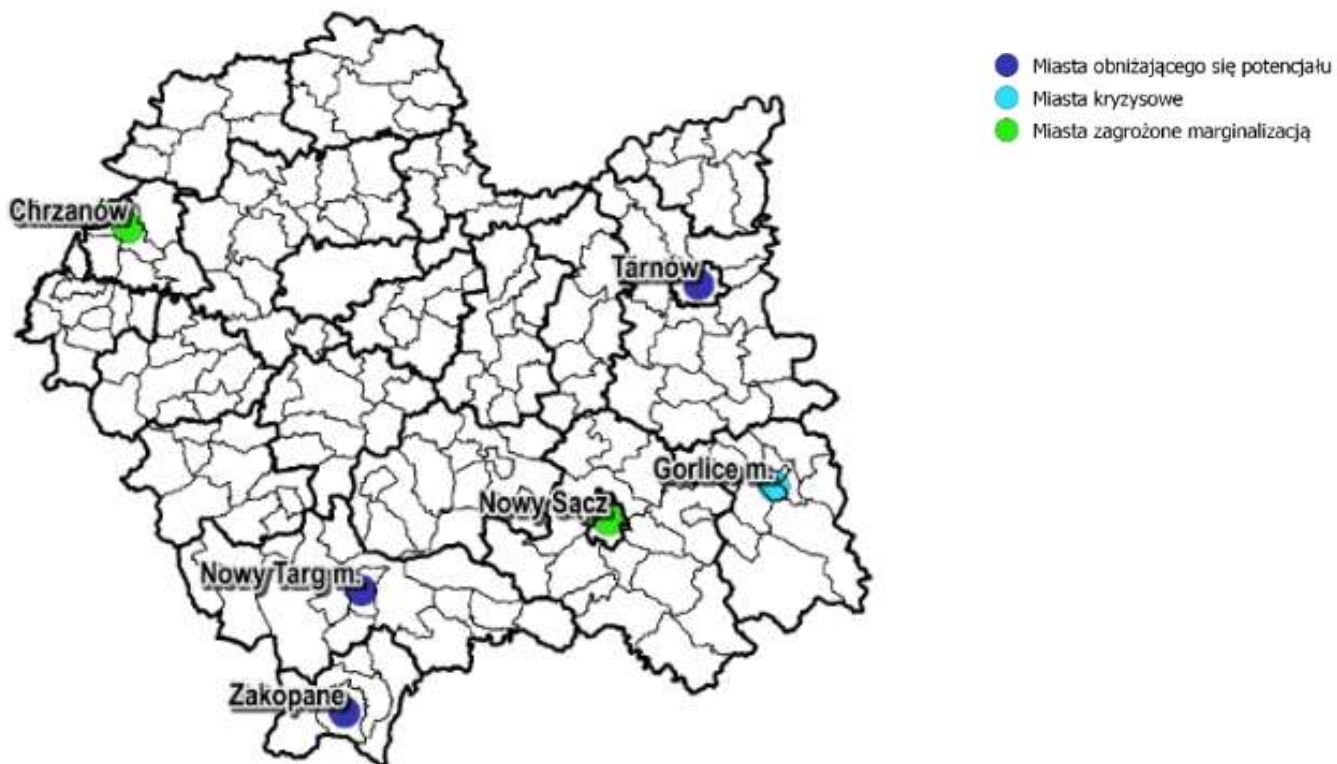 Miasta obniżającego się potencjału
Miasta kryzysowe
Miasta zagrożone marginalizacją
Chrzanów
Tarnów
Gorlice m.
Nowy Sącz
Nowy Targ m.
Zakopane